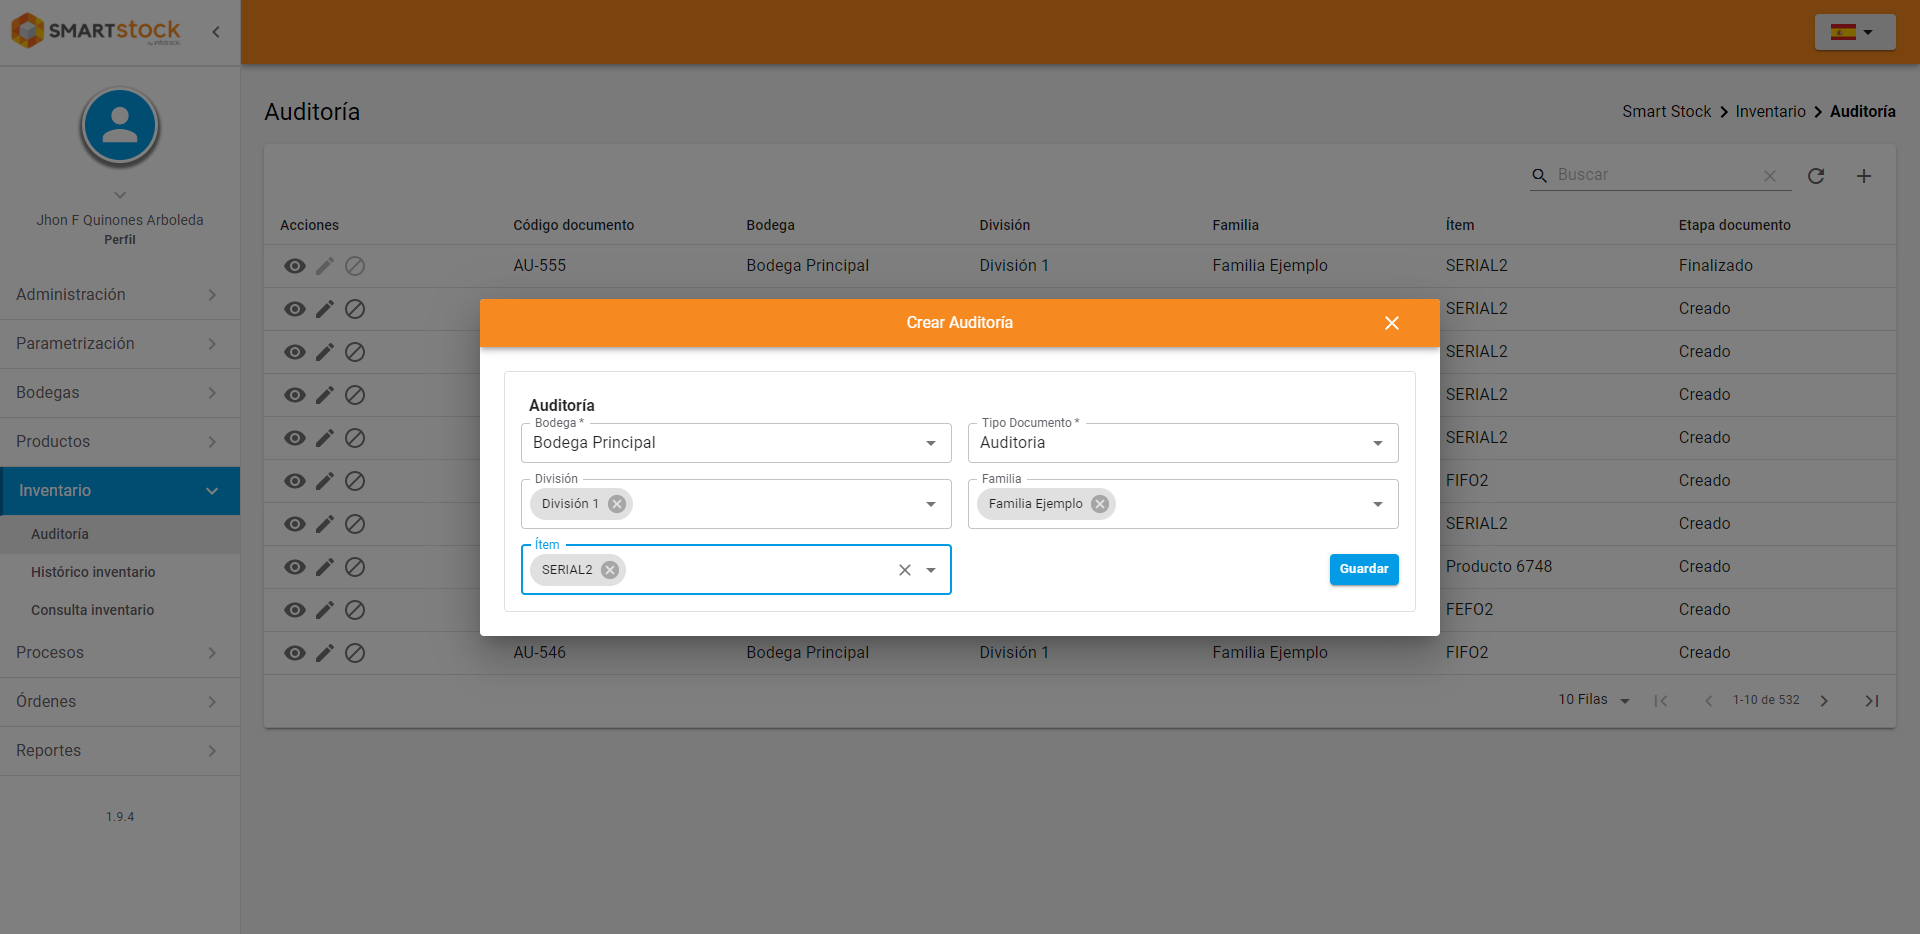 SMARTstock
by infotrack
Jhon F Quinones Arboleda
Perfil
Administración
Parametrización
Bodegas
Productos
Inventario
Auditoría
Histórico inventario
Consulta inventario
Procesos
Órdenes
Reportes
1.9.4
Auditoría
Smart Stock Inventario Auditoría
Buscar
Acciones Código documento Bodega División Familia Ítem Etapa documento
AU-555 Bodega Principal División 1 Familia Ejemplo SERIAL2 Finalizado
SERIAL2 Creado
SERIAL2 Creado
SERIAL2 Creado
SERIAL2 Creado
FIFO2 Creado
SERIAL2 Creado
Producto 6748 Creado
FEFO2 Creado
AU-546 Bodega Principal División 1 Familia Ejemplo FIFO2 Creado
10 Filas 1-10 de 532
Crear Auditoría
Auditoría
Bodega * Tipo Documento *
Bodega Principal Auditoria
División Familia
División 1 Familia Ejemplo
Ítem
SERIAL2 Guardar